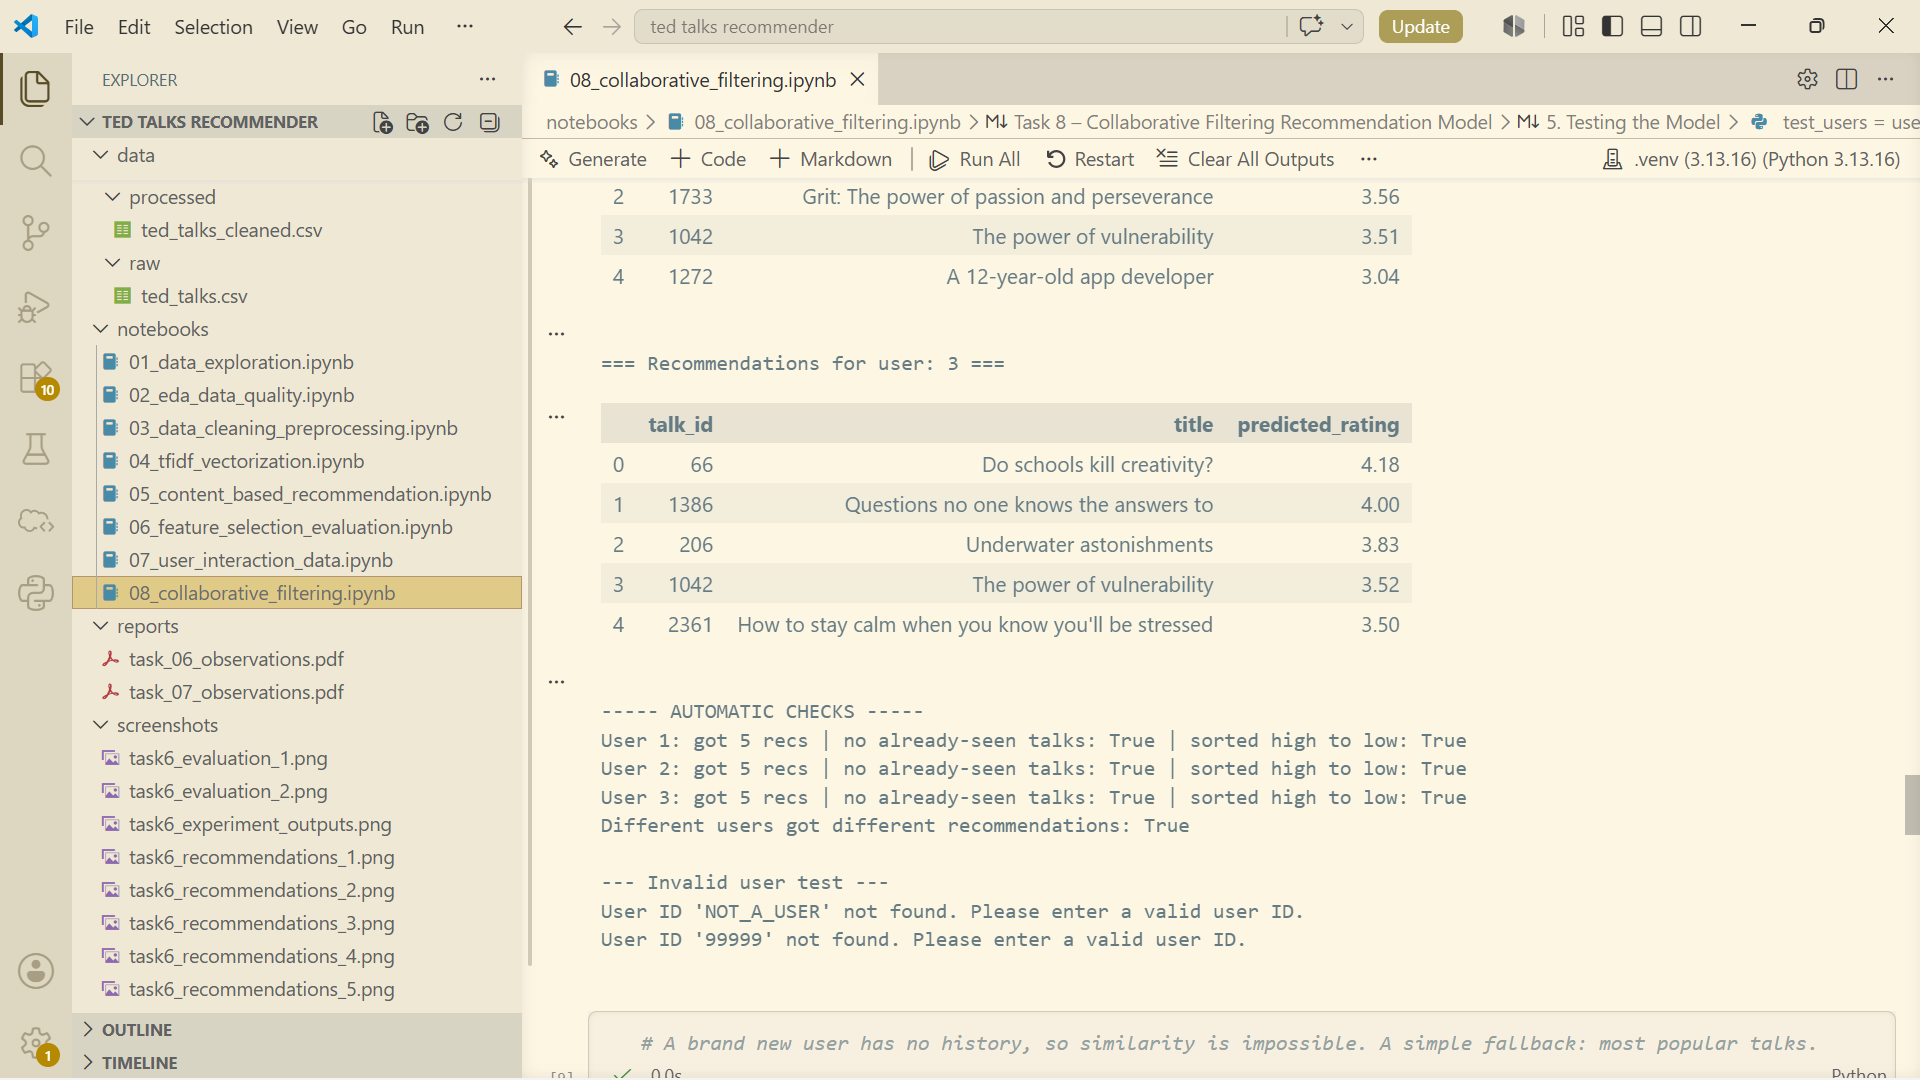 File Edit Selection View Go Run ···
ted talks recommender
Update
EXPLORER
TED TALKS RECOMMENDER
data
processed
ted_talks_cleaned.csv
raw
ted_talks.csv
notebooks
01_data_exploration.ipynb
02_eda_data_quality.ipynb
03_data_cleaning_preprocessing.ipynb
04_tfidf_vectorization.ipynb
05_content_based_recommendation.ipynb
06_feature_selection_evaluation.ipynb
07_user_interaction_data.ipynb
08_collaborative_filtering.ipynb
reports
task_06_observations.pdf
task_07_observations.pdf
screenshots
task6_evaluation_1.png
task6_evaluation_2.png
task6_experiment_outputs.png
task6_recommendations_1.png
task6_recommendations_2.png
task6_recommendations_3.png
task6_recommendations_4.png
task6_recommendations_5.png
OUTLINE
TIMELINE
10
1
08_collaborative_filtering.ipynb
notebooks > 08_collaborative_filtering.ipynb > M↓ Task 8 – Collaborative Filtering Recommendation Model > M↓ 5. Testing the Model > test_users = use
Generate + Code + Markdown | Run All Restart Clear All Outputs ··· .venv (3.13.16) (Python 3.13.16)
2 1733 Grit: The power of passion and perseverance 3.56
3 1042 The power of vulnerability 3.51
4 1272 A 12-year-old app developer 3.04
...
=== Recommendations for user: 3 ===
...
talk_id title predicted_rating
0 66 Do schools kill creativity? 4.18
1 1386 Questions no one knows the answers to 4.00
2 206 Underwater astonishments 3.83
3 1042 The power of vulnerability 3.52
4 2361 How to stay calm when you know you'll be stressed 3.50
...
----- AUTOMATIC CHECKS -----
User 1: got 5 recs | no already-seen talks: True | sorted high to low: True
User 2: got 5 recs | no already-seen talks: True | sorted high to low: True
User 3: got 5 recs | no already-seen talks: True | sorted high to low: True
Different users got different recommendations: True
--- Invalid user test ---
User ID 'NOT_A_USER' not found. Please enter a valid user ID.
User ID '99999' not found. Please enter a valid user ID.
# A brand new user has no history, so similarity is impossible. A simple fallback: most popular talks.
0.0s Python